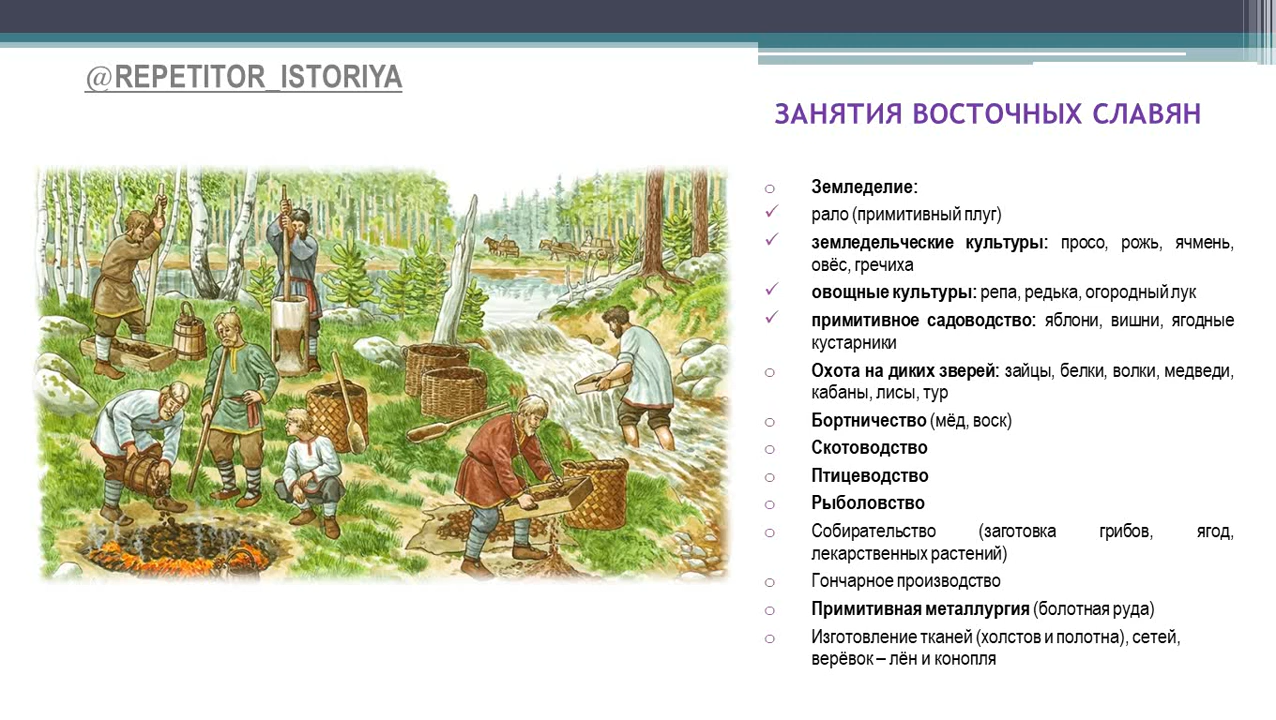 @REPETITOR_ISTORIYA
ЗАНЯТИЯ ВОСТОЧНЫХ СЛАВЯН
Земледелие:
рало (примитивный плуг)
земледельческие культуры: просо, рожь, ячмень,
овёс, гречиха
овощные культуры: репа, редька, огородный лук
примитивное садоводство: яблони, вишни, ягодные
кустарники
Охота на диких зверей: зайцы, белки, волки, медведи,
кабаны, лисы, тур
Бортничество (мёд, воск)
Скотоводство
Птицеводство
Рыболовство
Собирательство (заготовка грибов, ягод,
лекарственных растений)
Гончарное производство
Примитивная металлургия (болотная руда)
Изготовление тканей (холстов и полотна), сетей,
верёвок – лён и конопля